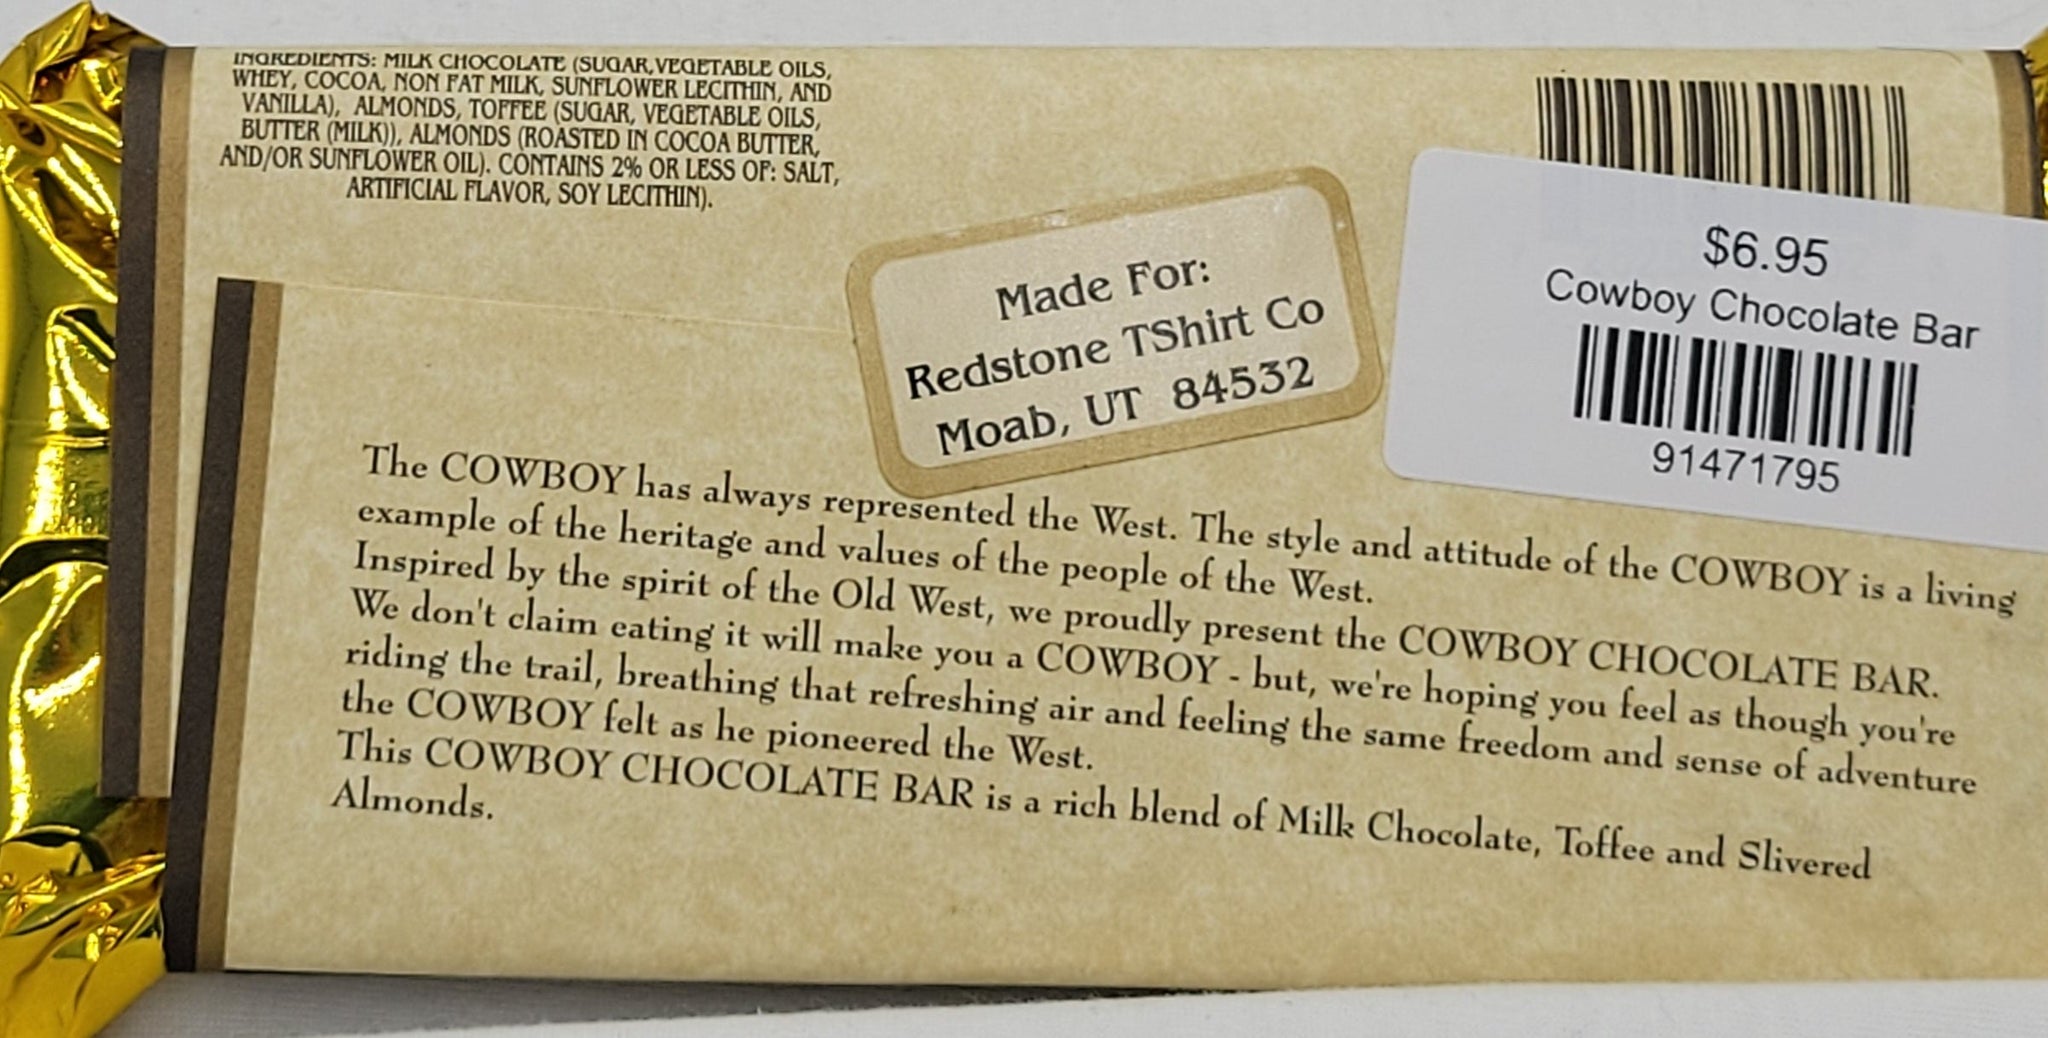 INGREDIENTS: MILK CHOCOLATE (SUGAR, VEGETABLE OILS,
WHEY, COCOA, NON FAT MILK, SUNFLOWER LECITHIN, AND
VANILLA), ALMONDS, TOFFEE (SUGAR, VEGETABLE OILS,
BUTTER (MILK)), ALMONDS (ROASTED IN COCOA BUTTER,
AND/OR SUNFLOWER OIL). CONTAINS 2% OR LESS OF: SALT,
ARTIFICIAL FLAVOR, SOY LECITHIN).
Made For:
Redstone TShirt Co
Moab, UT 84532
$6.95
Cowboy Chocolate Bar
91471795
The COWBOY has always represented the West. The style and attitude of the COWBOY is a living
example of the heritage and values of the people of the West.
Inspired by the spirit of the Old West, we proudly present the COWBOY CHOCOLATE BAR.
We don't claim eating it will make you a COWBOY - but, we're hoping you feel as though you're
riding the trail, breathing that refreshing air and feeling the same freedom and sense of adventure
the COWBOY felt as he pioneered the West.
This COWBOY CHOCOLATE BAR is a rich blend of Milk Chocolate, Toffee and Slivered
Almonds.